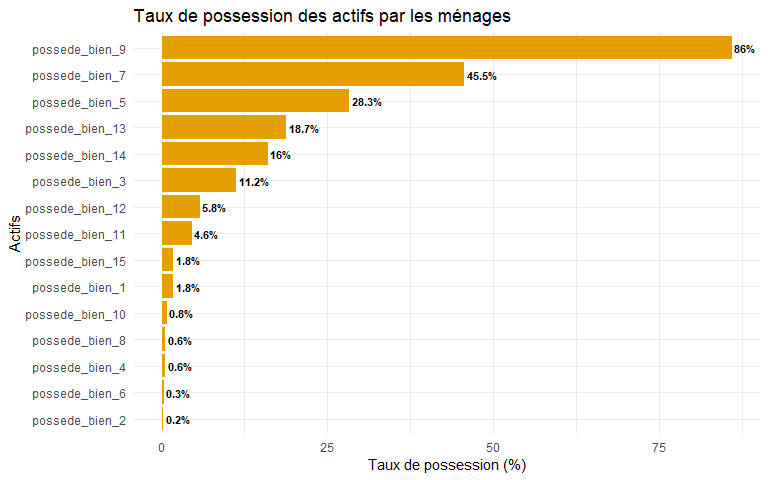 Taux de possession des actifs par les ménages
possede_bien_9 86%
possede_bien_7 45.5%
possede_bien_5 28.3%
possede_bien_13 18.7%
possede_bien_14 16%
possede_bien_3 11.2%
possede_bien_12 5.8%
possede_bien_11 4.6%
possede_bien_15 1.8%
possede_bien_1 1.8%
possede_bien_10 0.8%
possede_bien_8 0.6%
possede_bien_4 0.6%
possede_bien_6 0.3%
possede_bien_2 0.2%
Actifs
0 25 50 75
Taux de possession (%)